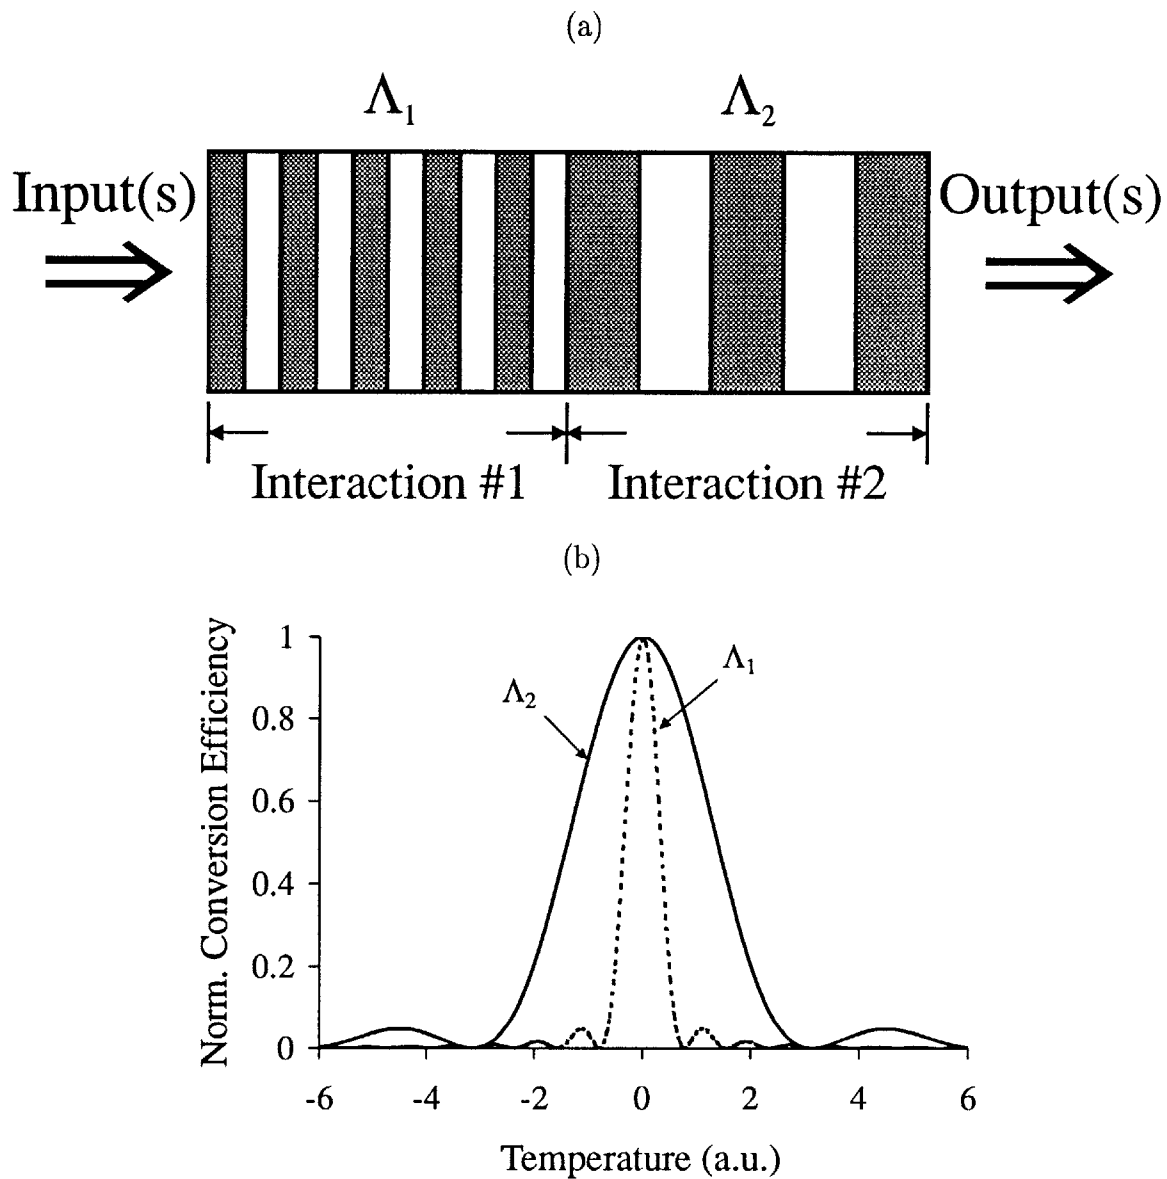 (a)
Λ₁ Λ₂
Input(s) Output(s)
Interaction #1 Interaction #2
(b)
Norm. Conversion Efficiency
1
0.8
0.6
0.4
0.2
0
Λ₂
Λ₁
-6 -4 -2 0 2 4 6
Temperature (a.u.)